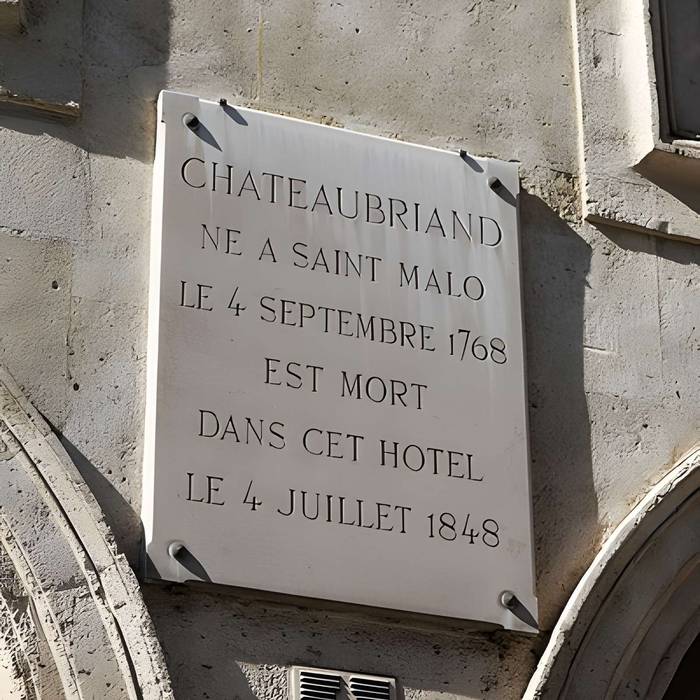 CHATEAUBRIAND
NE A SAINT MALO
LE 4 SEPTEMBRE 1768
EST MORT
DANS CET HOTEL
LE 4 JUILLET 1848